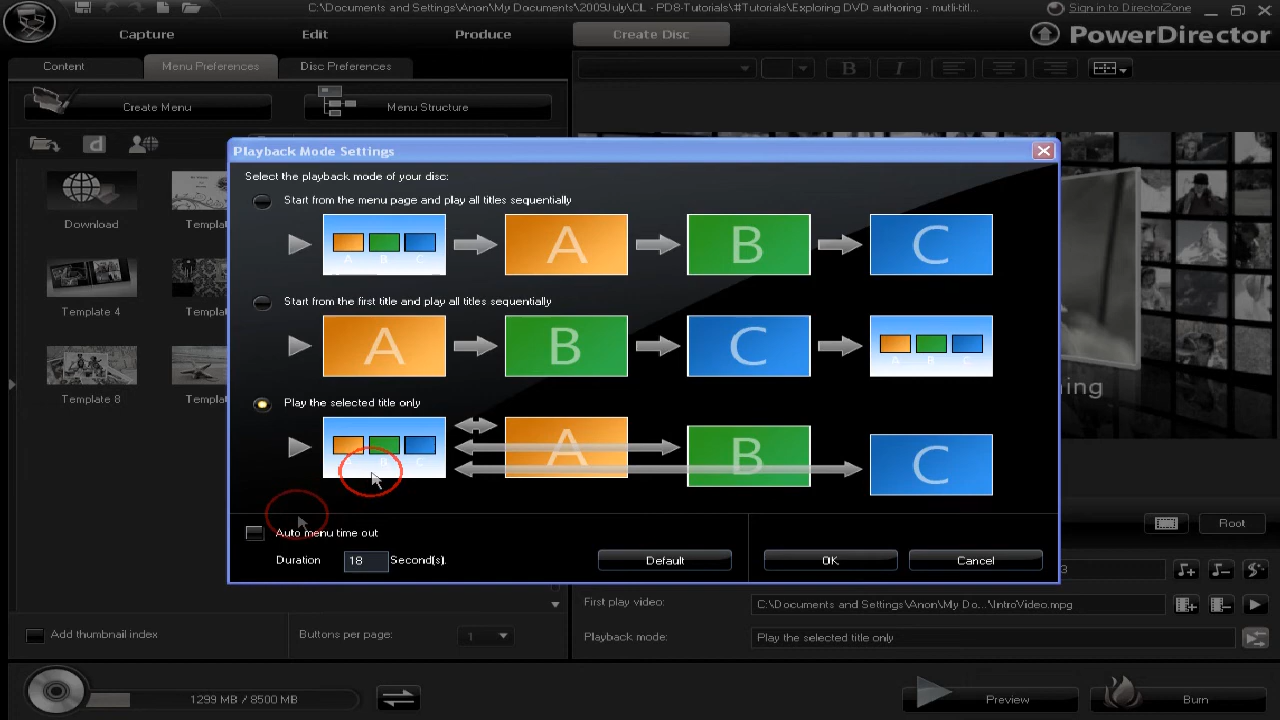 C:\Documents and Settings\Anon\My Documents\2009July\CL - PD8-Tutorials\#Tutorials\Exploring DVD authoring - mutli-titl...
Sign in to DirectorZone
Capture
Edit
Produce
Create Disc
PowerDirector
Content
Menu Preferences
Disc Preferences
B
I
Create Menu
Menu Structure
d
Playback Mode Settings
Select the playback mode of your disc:
Start from the menu page and play all titles sequentially
A B C
A
B
C
Start from the first title and play all titles sequentially
A
B
C
A B C
Play the selected title only
A
B
C
Auto menu time out
Duration
18
Second(s).
Default
OK
Cancel
Download
Template 4
Template 8
ning
Root
3
First play video:
C:\Documents and Settings\Anon\My Do...\IntroVideo.mpg
Playback mode:
Play the selected title only
Add thumbnail index
Buttons per page:
1
1299 MB / 8500 MB
Preview
Burn